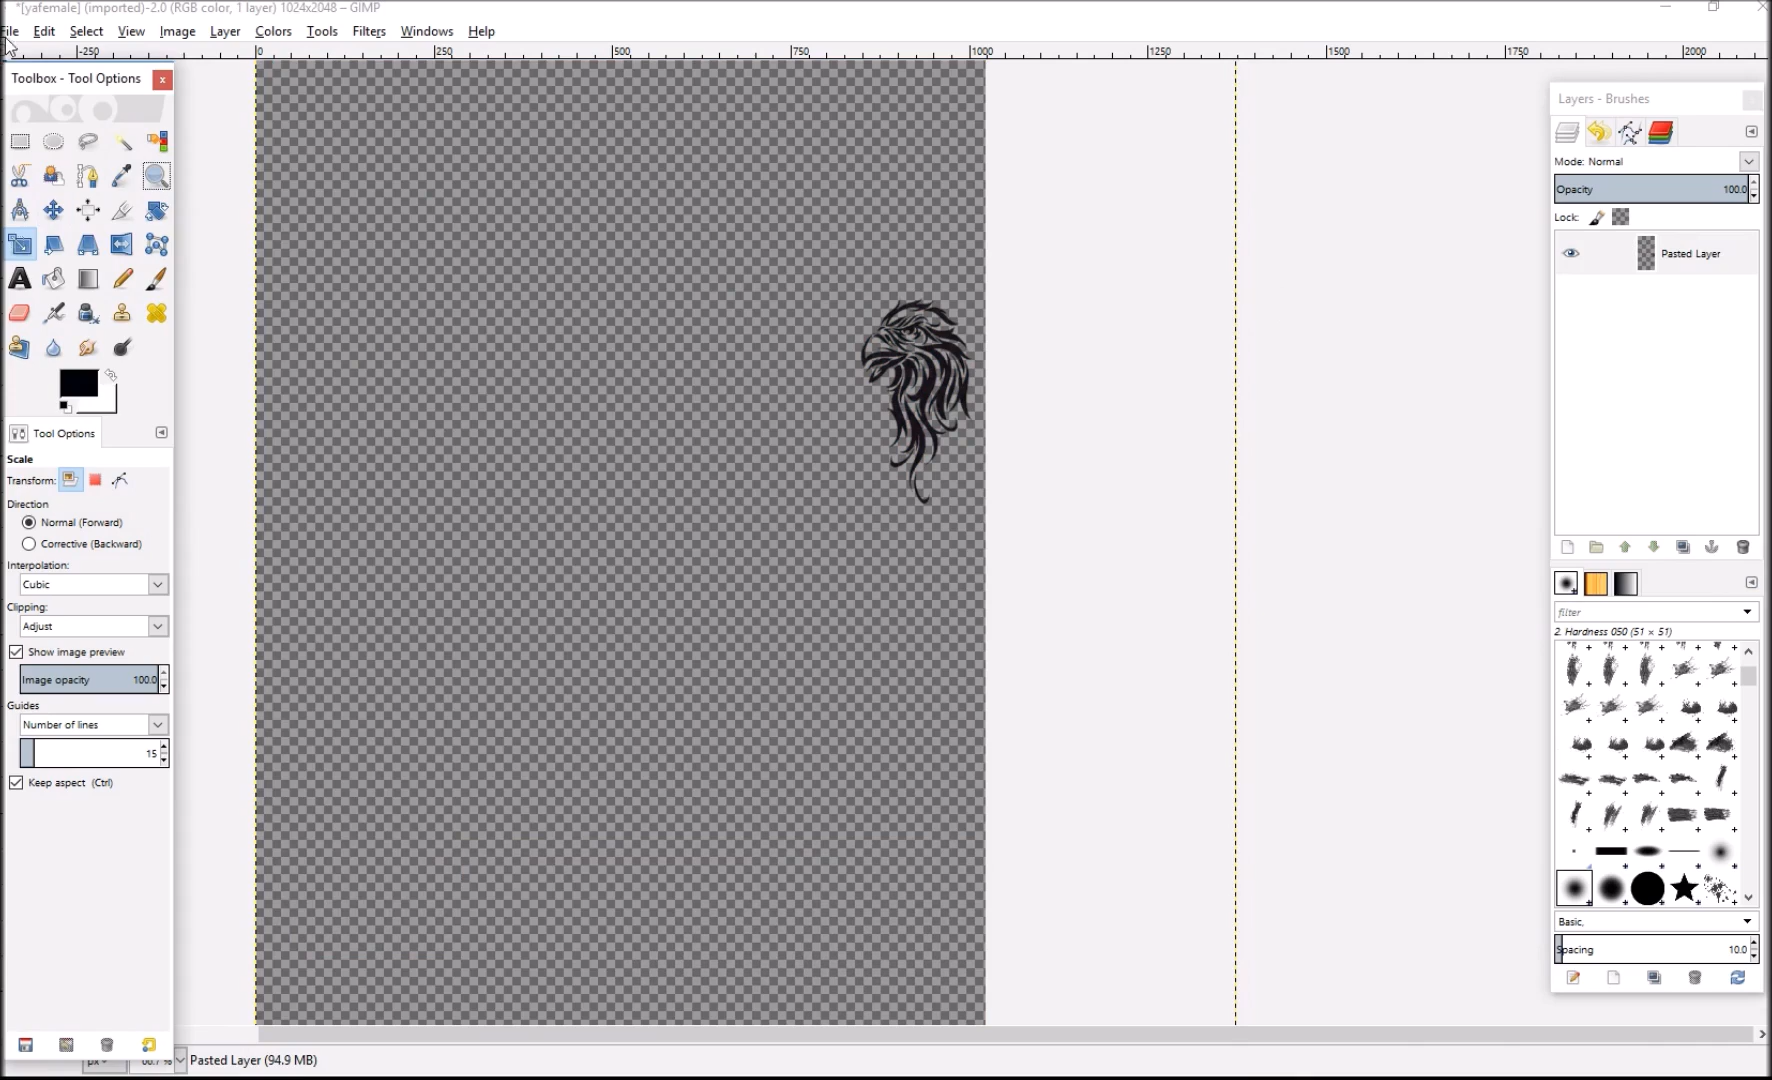 *[yafemale] (imported)-2.0 (RGB color, 1 layer) 1024x2048 – GIMP
File Edit Select View Image Layer Colors Tools Filters Windows Help
-250 0 250 500 750 1000 1250 1500 1750 2000
Toolbox - Tool Options
Tool Options
Scale
Transform:
Direction
Normal (Forward)
Corrective (Backward)
Interpolation:
Cubic
Clipping:
Adjust
Show image preview
Image opacity 100.0
Guides
Number of lines
15
Keep aspect (Ctrl)
Layers - Brushes
Mode: Normal
Opacity 100.0
Lock:
Pasted Layer
filter
2. Hardness 050 (51 × 51)
Basic,
Spacing 10.0
Pasted Layer (94.9 MB)